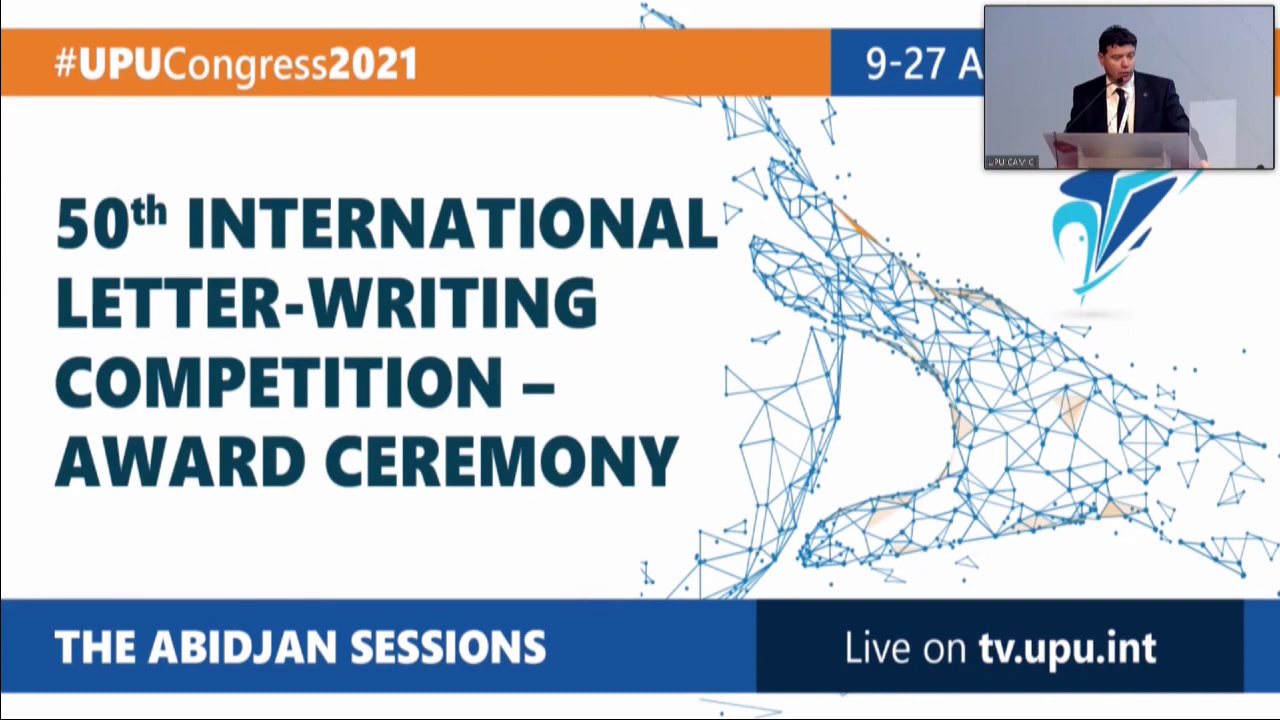 #UPUCongress2021
9-27 A
50th INTERNATIONAL
LETTER-WRITING
COMPETITION –
AWARD CEREMONY
THE ABIDJAN SESSIONS
Live on tv.upu.int